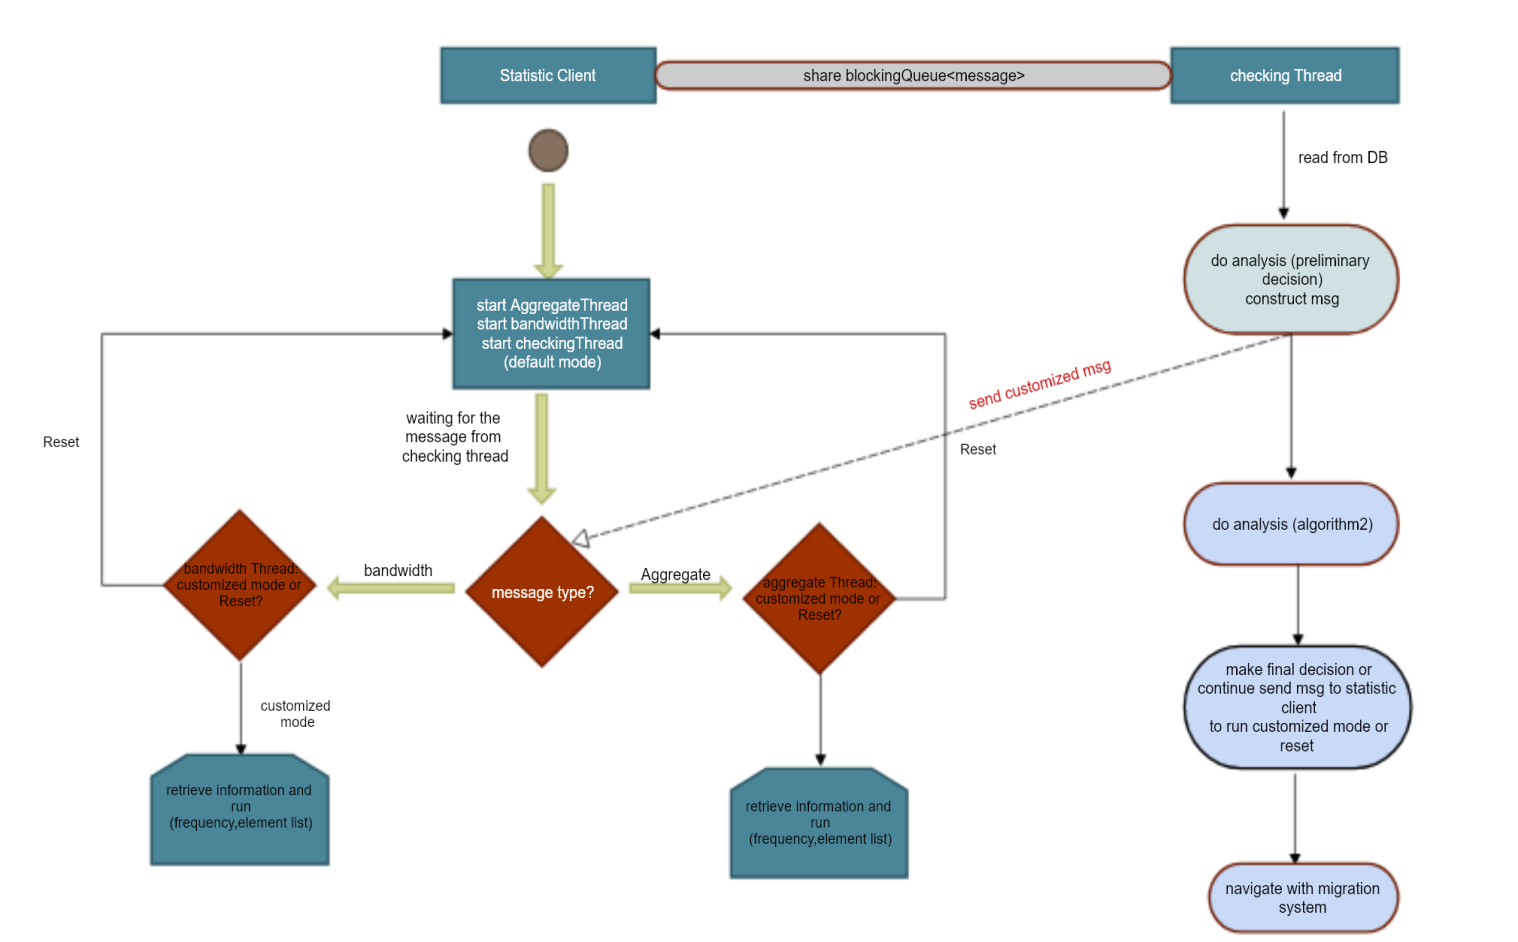 Statistic Client
share blockingQueue<message>
checking Thread
read from DB
do analysis (preliminary
decision)
construct msg
start AggregateThread
start bandwidthThread
start checkingThread
(default mode)
send customized msg
waiting for the
message from
checking thread
Reset
Reset
do analysis (algorithm2)
bandwidth Thread:
customized mode or
Reset?
bandwidth
message type?
Aggregate
aggregate Thread:
customized mode or
Reset?
customized
mode
make final decision or
continue send msg to statistic
client
to run customized mode or
reset
retrieve information and
run
(frequency,element list)
retrieve information and
run
(frequency,element list)
navigate with migration
system